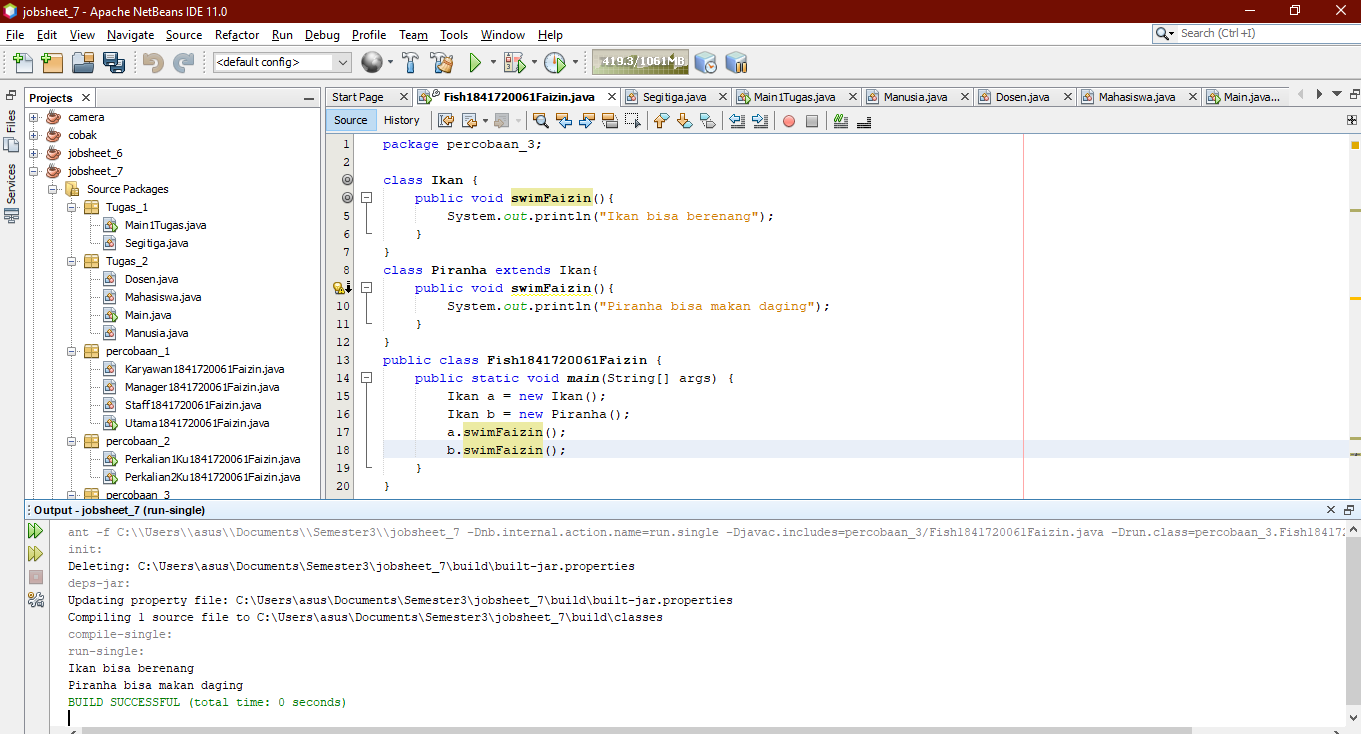 jobsheet_7 - Apache NetBeans IDE 11.0
File Edit View Navigate Source Refactor Run Debug Profile Team Tools Window Help
Search (Ctrl+I)
<default config>
419.3/1061MB
Files
Services
Projects
camera
cobak
jobsheet_6
jobsheet_7
Source Packages
Tugas_1
Main1Tugas.java
Segitiga.java
Tugas_2
Dosen.java
Mahasiswa.java
Main.java
Manusia.java
percobaan_1
Karyawan1841720061Faizin.java
Manager1841720061Faizin.java
Staff1841720061Faizin.java
Utama1841720061Faizin.java
percobaan_2
Perkalian1Ku1841720061Faizin.java
Perkalian2Ku1841720061Faizin.java
percobaan_3
Start Page Fish1841720061Faizin.java Segitiga.java Main1Tugas.java Manusia.java Dosen.java Mahasiswa.java Main.java...
Source History
1 package percobaan_3;
2
class Ikan {
public void swimFaizin(){
5 System.out.println("Ikan bisa berenang");
6 }
7 }
8 class Piranha extends Ikan{
public void swimFaizin(){
10 System.out.println("Piranha bisa makan daging");
11 }
12 }
13 public class Fish1841720061Faizin {
14 public static void main(String[] args) {
15 Ikan a = new Ikan();
16 Ikan b = new Piranha();
17 a.swimFaizin();
18 b.swimFaizin();
19 }
20 }
Output - jobsheet_7 (run-single)
ant -f C:\\Users\\asus\\Documents\\Semester3\\jobsheet_7 -Dnb.internal.action.name=run.single -Djavac.includes=percobaan_3/Fish1841720061Faizin.java -Drun.class=percobaan_3.Fish18417
init:
Deleting: C:\Users\asus\Documents\Semester3\jobsheet_7\build\built-jar.properties
deps-jar:
Updating property file: C:\Users\asus\Documents\Semester3\jobsheet_7\build\built-jar.properties
Compiling 1 source file to C:\Users\asus\Documents\Semester3\jobsheet_7\build\classes
compile-single:
run-single:
Ikan bisa berenang
Piranha bisa makan daging
BUILD SUCCESSFUL (total time: 0 seconds)